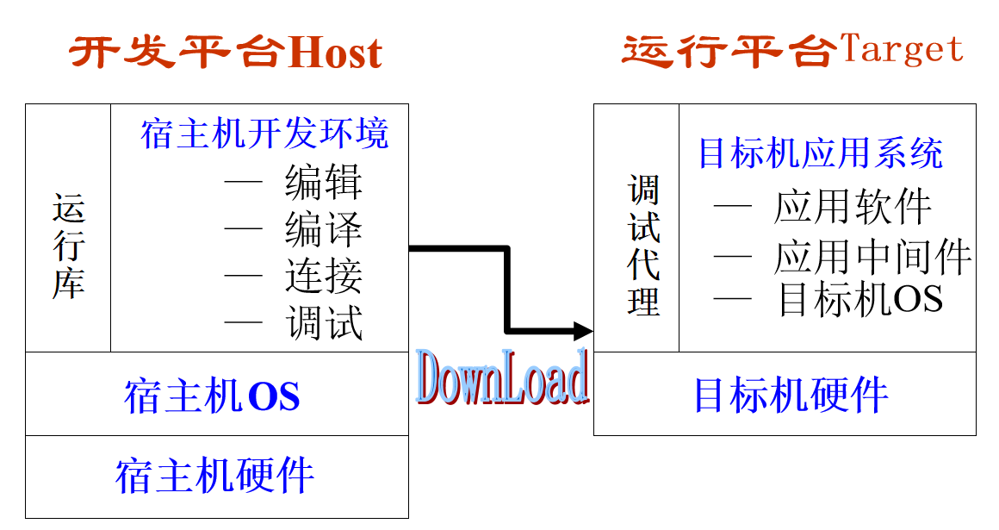 开发平台Host
运行平台Target
运行库
宿主机开发环境
— 编辑
— 编译
— 连接
— 调试
宿主机OS
宿主机硬件
DownLoad
调试代理
目标机应用系统
— 应用软件
— 应用中间件
— 目标机OS
目标机硬件